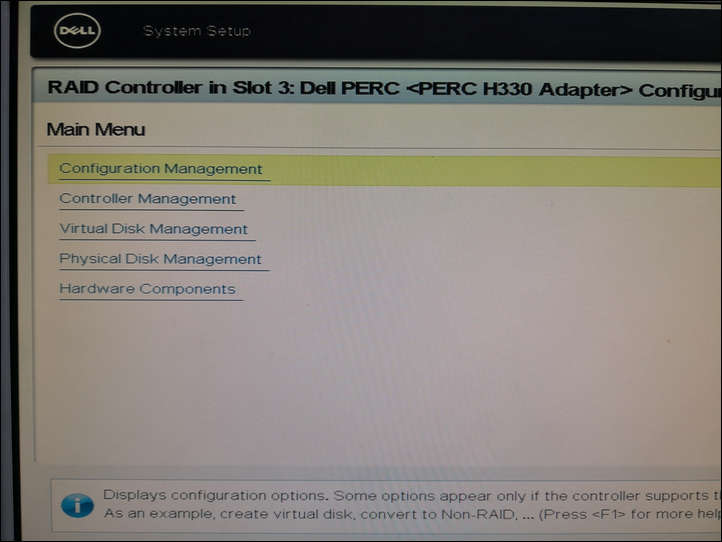 DELL System Setup
RAID Controller in Slot 3: Dell PERC <PERC H330 Adapter>
Main Menu
Configuration Management
Controller Management
Virtual Disk Management
Physical Disk Management
Hardware Components
Displays configuration options. Some options appear only if the controller supports
As an example, create virtual disk, convert to Non-RAID, ... (Press <F1> for more